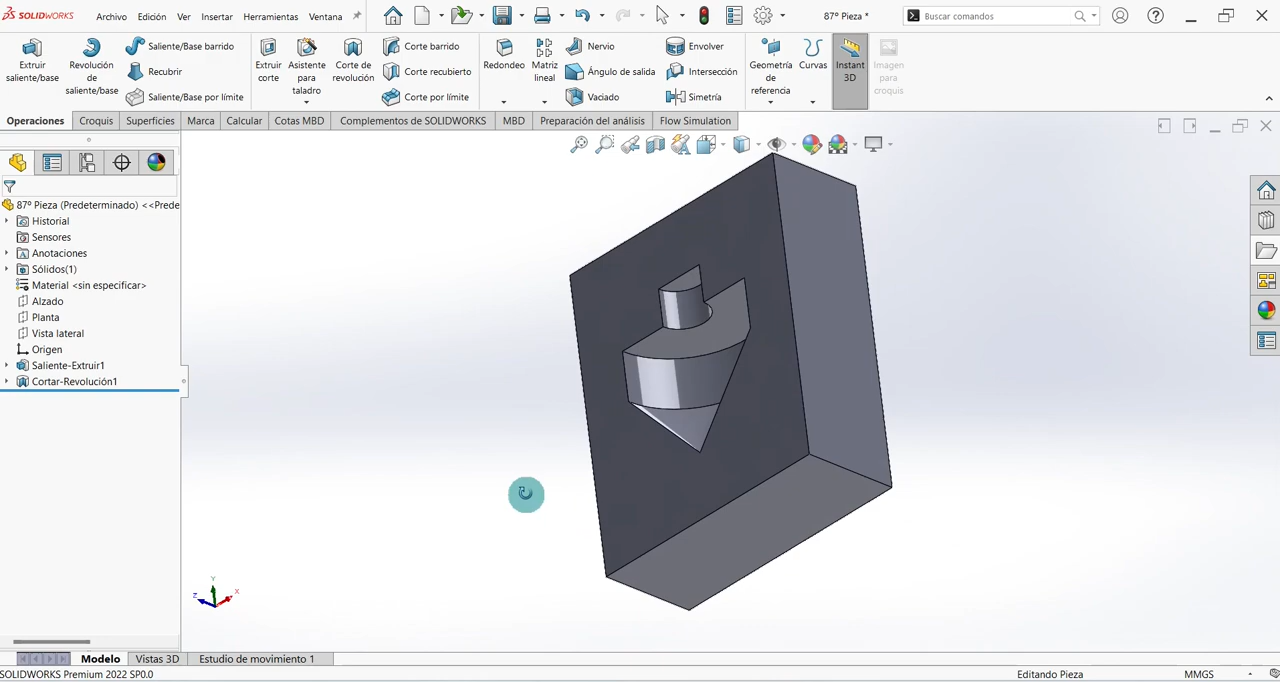 SOLIDWORKS
Archivo Edición Ver Insertar Herramientas Ventana
87º Pieza *
Buscar comandos
Extruir saliente/base
Revolución de saliente/base
Saliente/Base barrido
Recubrir
Saliente/Base por límite
Extruir corte
Asistente para taladro
Corte de revolución
Corte barrido
Corte recubierto
Corte por límite
Redondeo
Matriz lineal
Nervio
Ángulo de salida
Vaciado
Envolver
Intersección
Simetría
Geometría de referencia
Curvas
Instant 3D
Imagen para croquis
Operaciones Croquis Superficies Marca Calcular Cotas MBD Complementos de SOLIDWORKS MBD Preparación del análisis Flow Simulation
87º Pieza (Predeterminado) <<Prede
Historial
Sensores
Anotaciones
Sólidos(1)
Material <sin especificar>
Alzado
Planta
Vista lateral
Origen
Saliente-Extruir1
Cortar-Revolución1
Y
Z
X
Modelo Vistas 3D Estudio de movimiento 1
SOLIDWORKS Premium 2022 SP0.0
Editando Pieza
MMGS